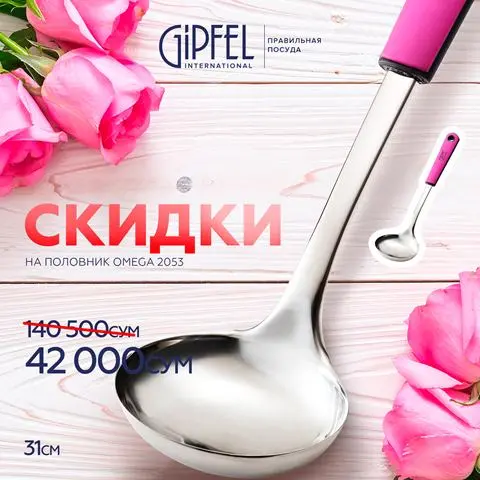 GIPFEL
INTERNATIONAL
ПРАВИЛЬНАЯ
ПОСУДА
СКИДКИ
НА ПОЛОВНИК OMEGA 2053
140 500СУМ
42 000СУМ
31СМ